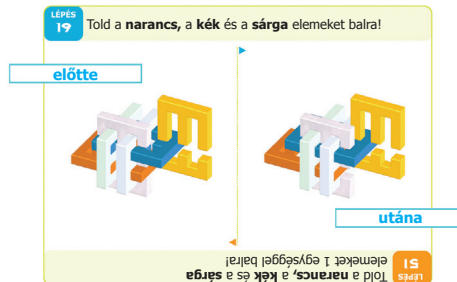 LÉPÉS
19
Told a narancs, a kék és a sárga elemeket balra!
előtte
utána
LÉPÉS
51
Told a narancs, a kék és a sárga
elemeket 1 egységgel balra!